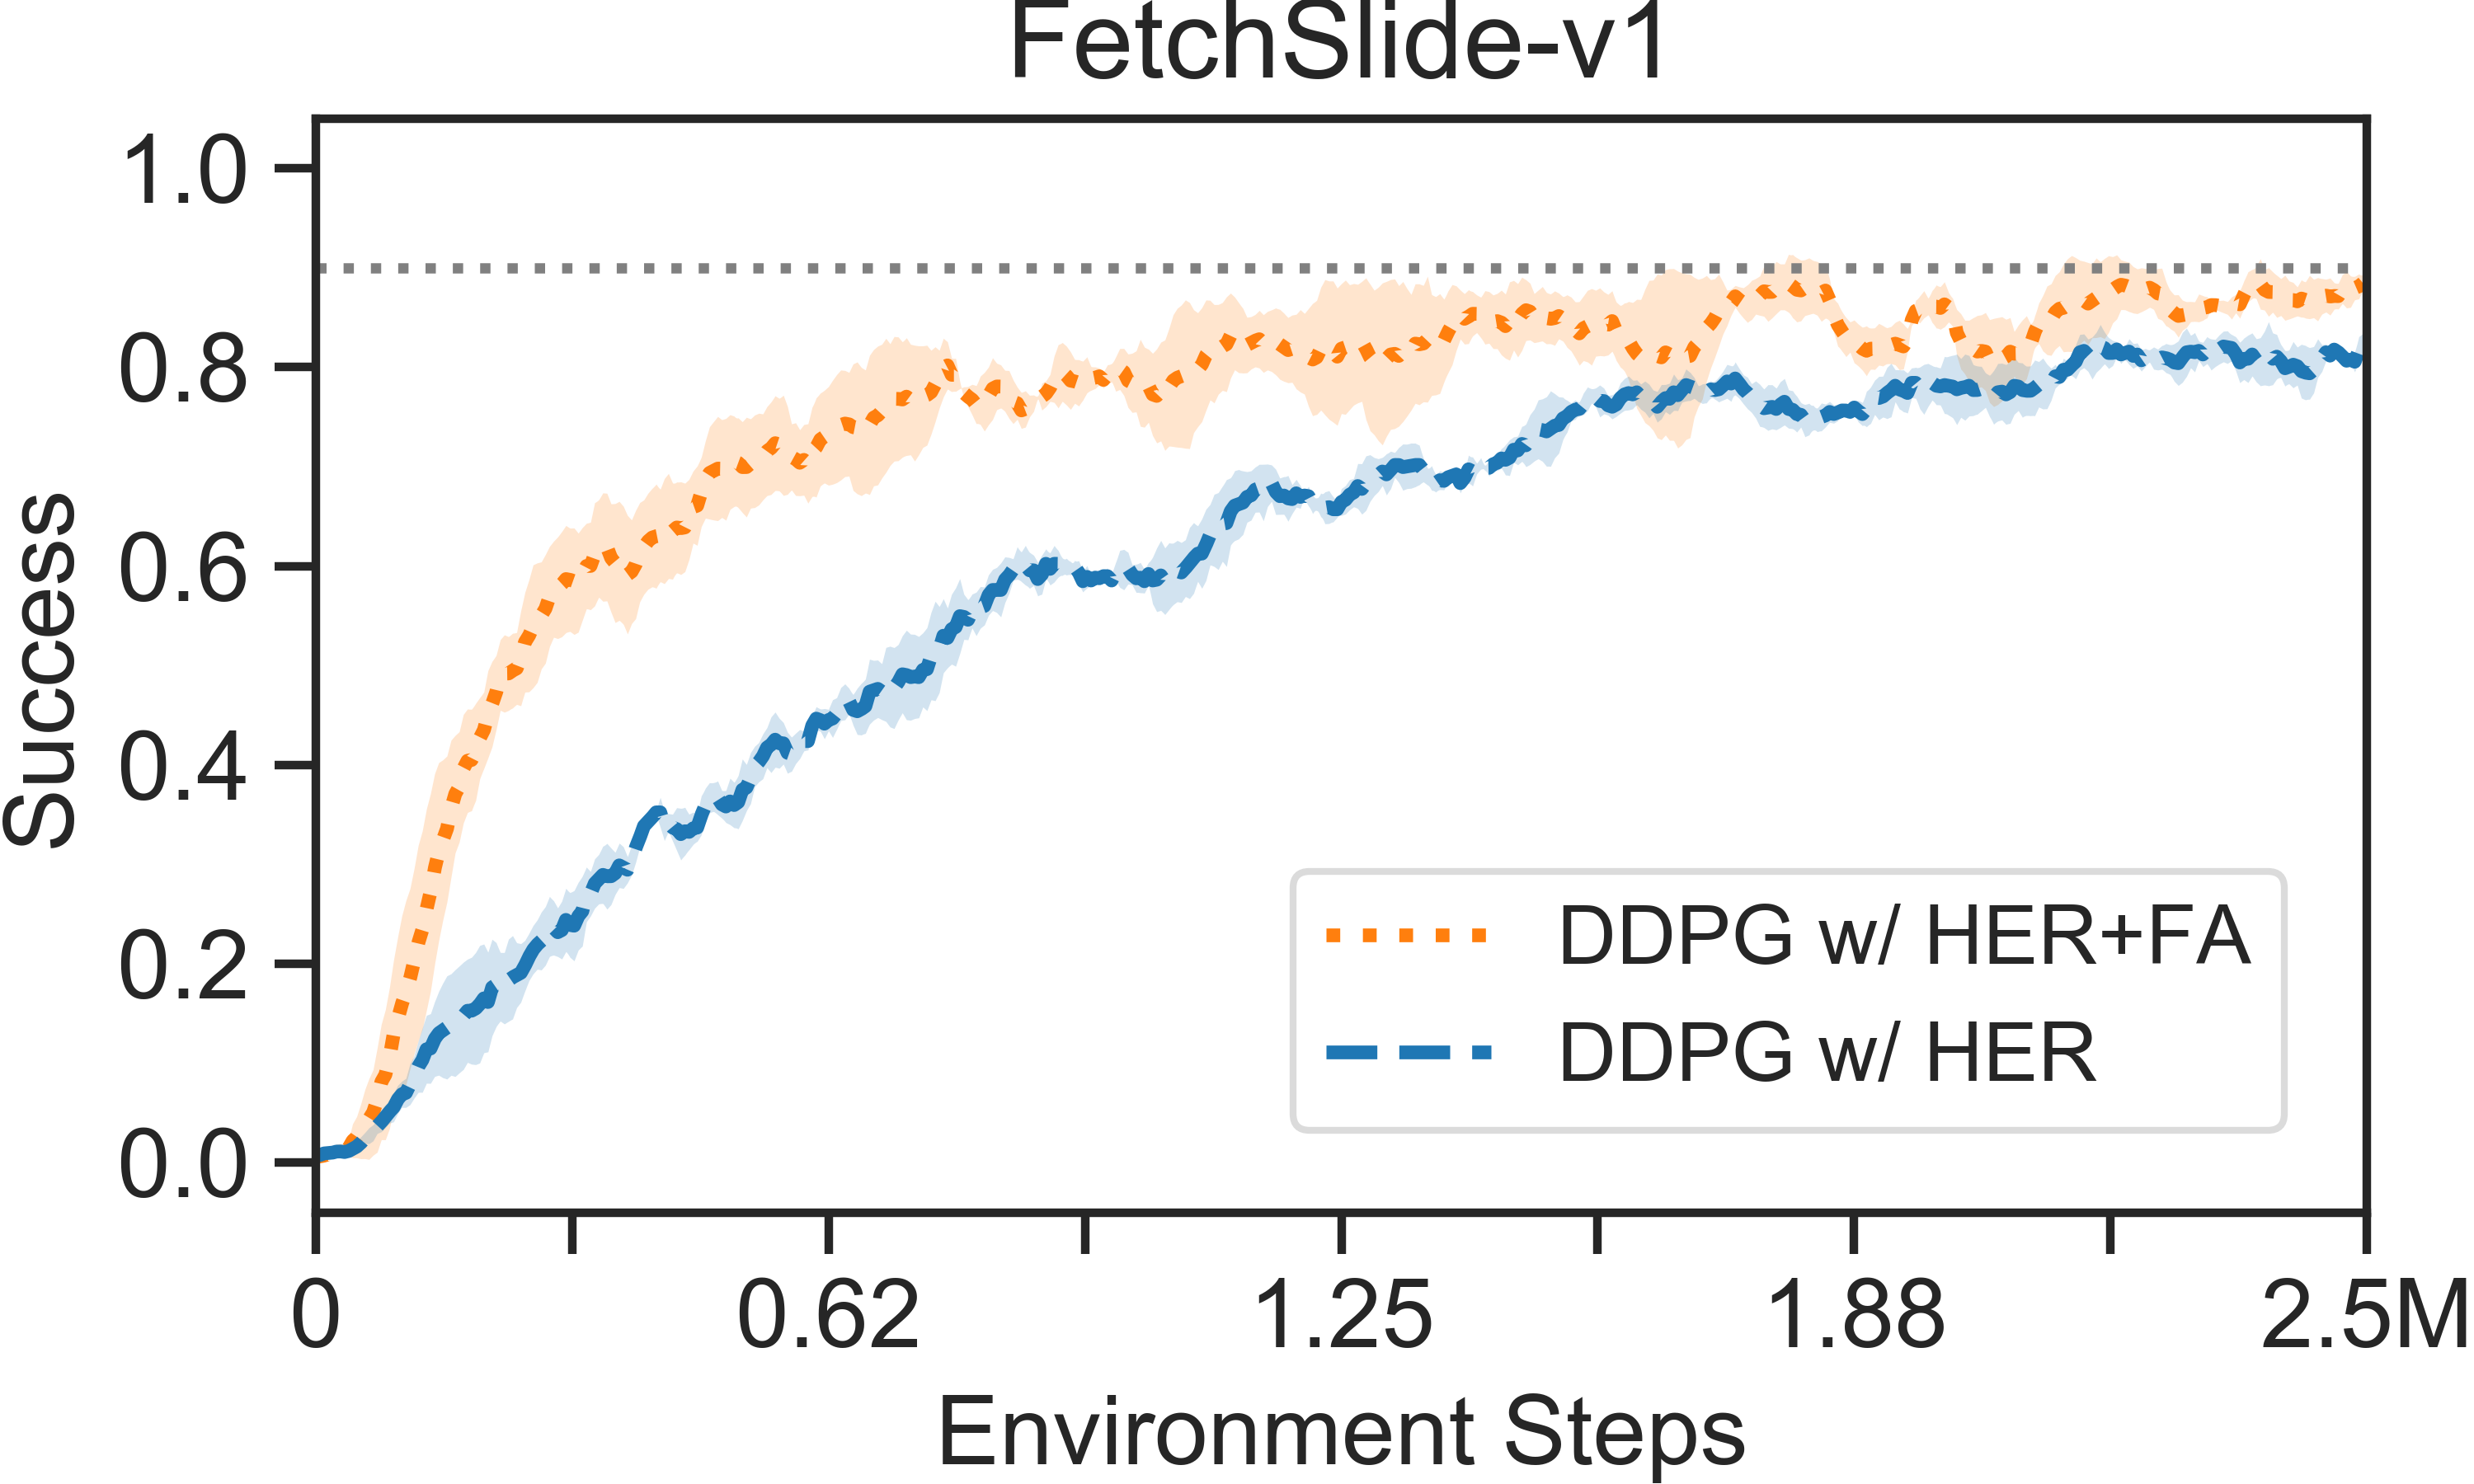 FetchSlide-v1
Success
1.0
0.8
0.6
0.4
0.2
0.0
DDPG w/ HER+FA
DDPG w/ HER
0 0.62 1.25 1.88 2.5M
Environment Steps